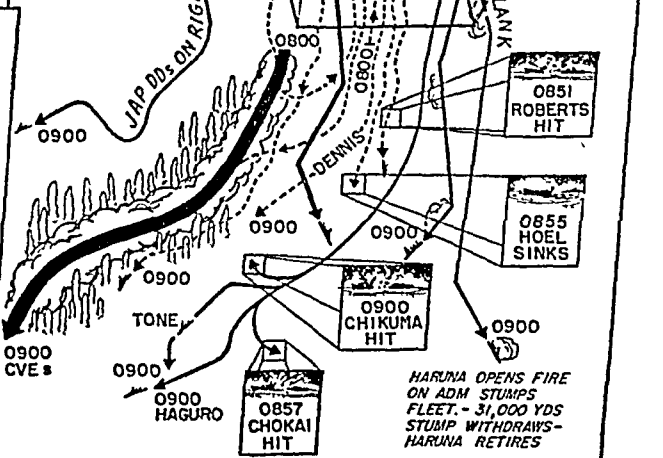 LANK
0800
JAP DDs ON RIG
0800
0851
ROBERTS
HIT
0900
DENNIS
0900
0900
0855
HOEL
SINKS
0900
TONE
0900
CHIKUMA
HIT
0900
0900
CVEs
0900
0900
HAGURO
0857
CHOKAI
HIT
HARUNA OPENS FIRE
ON ADM STUMPS
FLEET.- 31,000 YDS
STUMP WITHDRAWS-
HARUNA RETIRES